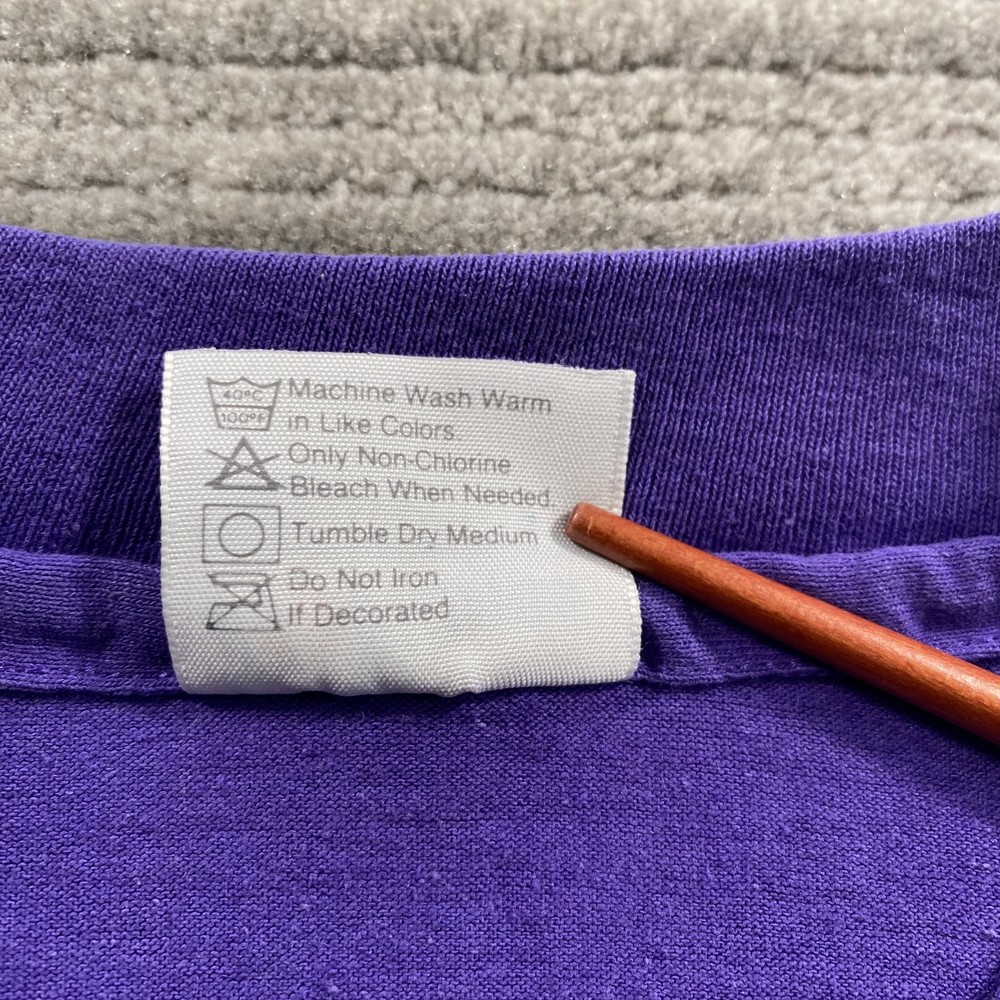 40°C
100°F
Machine Wash Warm
in Like Colors
Only Non-Chlorine
Bleach When Needed
Tumble Dry Medium
Do Not Iron
If Decorated